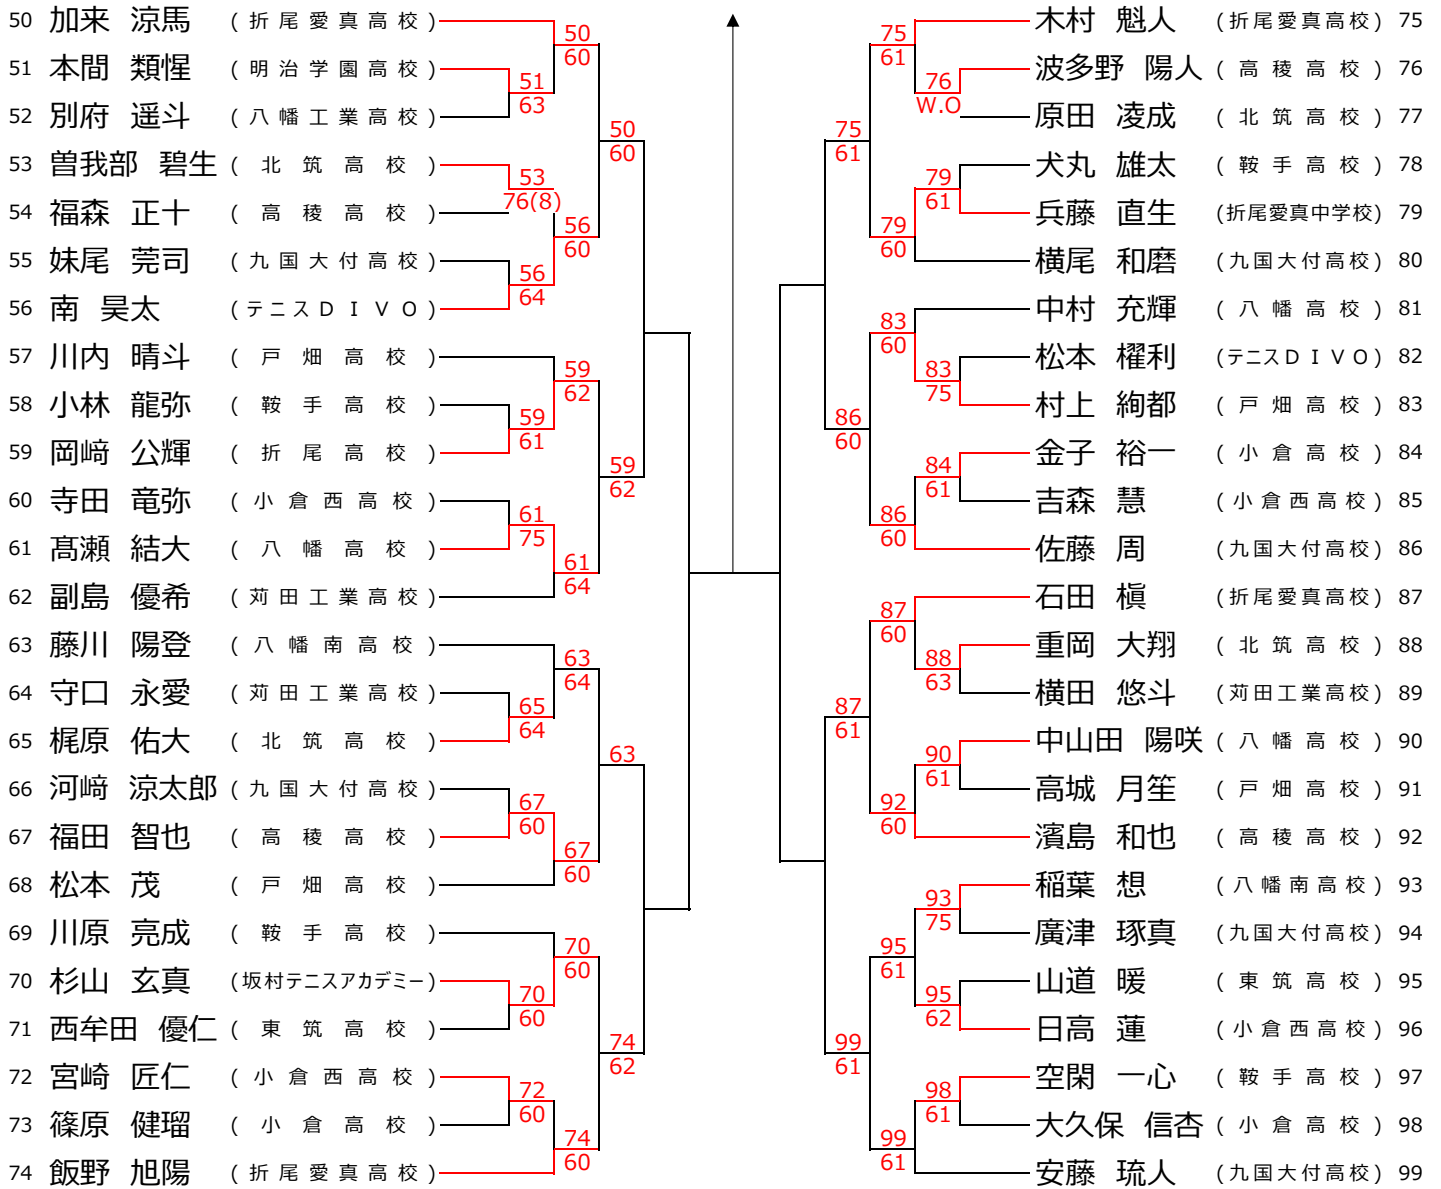 50 加来 涼馬 (折尾愛真高校)
51 本間 類惺 (明治学園高校)
52 別府 遥斗 (八幡工業高校)
53 曽我部 碧生 (北筑高校)
54 福森 正十 (高稜高校)
55 妹尾 莞司 (九国大付高校)
56 南 昊太 (テニスDIVO)
57 川内 晴斗 (戸畑高校)
58 小林 龍弥 (鞍手高校)
59 岡﨑 公輝 (折尾高校)
60 寺田 竜弥 (小倉西高校)
61 髙瀬 結大 (八幡高校)
62 副島 優希 (苅田工業高校)
63 藤川 陽登 (八幡南高校)
64 守口 永愛 (苅田工業高校)
65 梶原 佑大 (北筑高校)
66 河﨑 涼太郎 (九国大付高校)
67 福田 智也 (高稜高校)
68 松本 茂 (戸畑高校)
69 川原 亮成 (鞍手高校)
70 杉山 玄真 (坂村テニスアカデミー)
71 西牟田 優仁 (東筑高校)
72 宮崎 匠仁 (小倉西高校)
73 篠原 健瑠 (小倉高校)
74 飯野 旭陽 (折尾愛真高校)
51
63
53
76(8)
56
64
59
61
61
75
65
64
67
60
70
60
72
60
50
60
56
60
59
62
61
64
63
64
67
60
70
60
74
60
50
60
59
62
63
74
62
75
61
86
60
87
61
99
61
75
61
79
60
83
60
86
60
87
60
92
60
95
61
99
61
76
W.O
79
61
83
75
84
61
88
63
90
61
93
75
95
62
98
61
木村 魁人 (折尾愛真高校) 75
波多野 陽人 (高稜高校) 76
原田 凌成 (北筑高校) 77
犬丸 雄太 (鞍手高校) 78
兵藤 直生 (折尾愛真中学校) 79
横尾 和磨 (九国大付高校) 80
中村 充輝 (八幡高校) 81
松本 櫂利 (テニスDIVO) 82
村上 絢都 (戸畑高校) 83
金子 裕一 (小倉高校) 84
吉森 慧 (小倉西高校) 85
佐藤 周 (九国大付高校) 86
石田 槇 (折尾愛真高校) 87
重岡 大翔 (北筑高校) 88
横田 悠斗 (苅田工業高校) 89
中山田 陽咲 (八幡高校) 90
高城 月笙 (戸畑高校) 91
濱島 和也 (高稜高校) 92
稲葉 想 (八幡南高校) 93
廣津 琢真 (九国大付高校) 94
山道 暖 (東筑高校) 95
日高 蓮 (小倉西高校) 96
空閑 一心 (鞍手高校) 97
大久保 信杏 (小倉高校) 98
安藤 琉人 (九国大付高校) 99